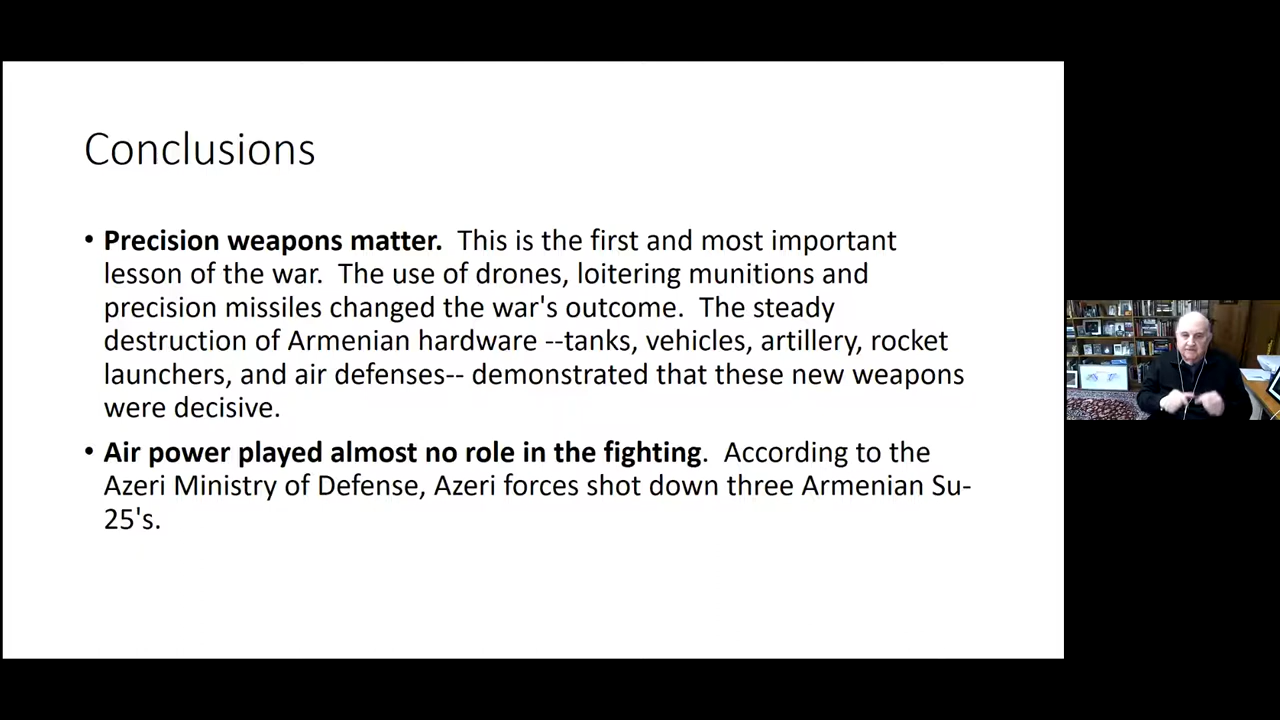 Conclusions
• Precision weapons matter.  This is the first and most important
lesson of the war.  The use of drones, loitering munitions and
precision missiles changed the war's outcome.  The steady
destruction of Armenian hardware --tanks, vehicles, artillery, rocket
launchers, and air defenses-- demonstrated that these new weapons
were decisive.
• Air power played almost no role in the fighting.  According to the
Azeri Ministry of Defense, Azeri forces shot down three Armenian Su-
25's.